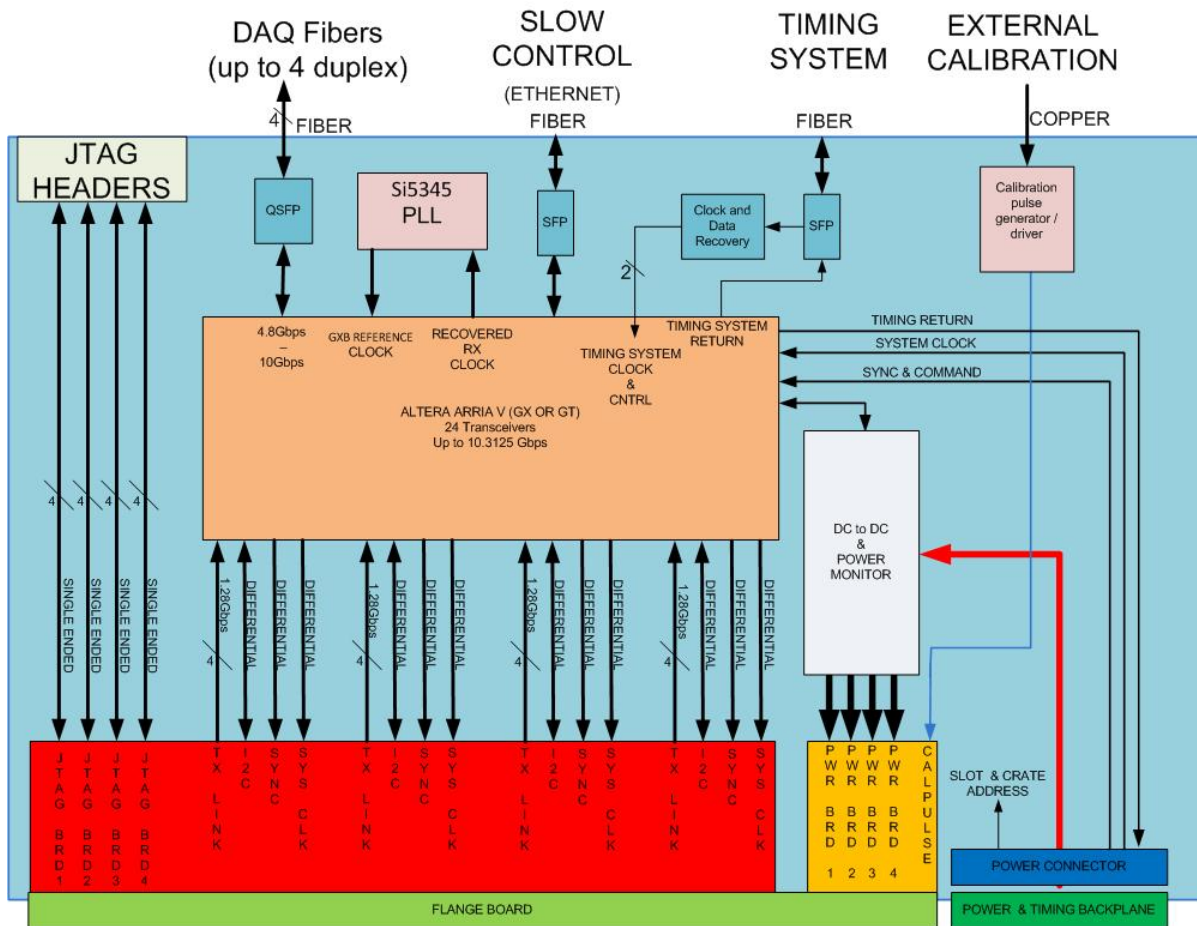 DAQ Fibers
(up to 4 duplex)
SLOW
CONTROL
(ETHERNET)
FIBER
TIMING
SYSTEM
FIBER
EXTERNAL
CALIBRATION
COPPER
4
FIBER
JTAG
HEADERS
QSFP
Si5345
PLL
SFP
Clock and
Data
Recovery
SFP
Calibration
pulse
generator /
driver
2
4.8Gbps
–
10Gbps
GXB REFERENCE
CLOCK
RECOVERED
RX
CLOCK
TIMING SYSTEM
CLOCK
&
CNTRL
TIMING SYSTEM
RETURN
TIMING RETURN
SYSTEM CLOCK
SYNC & COMMAND
ALTERA ARRIA V (GX OR GT)
24 Transceivers
Up to 10.3125 Gbps
DC to DC
&
POWER
MONITOR
4
4
4
4
SINGLE ENDED
SINGLE ENDED
SINGLE ENDED
SINGLE ENDED
1.28Gbps
4
DIFFERENTIAL
DIFFERENTIAL
DIFFERENTIAL
1.28Gbps
4
DIFFERENTIAL
DIFFERENTIAL
DIFFERENTIAL
1.28Gbps
4
DIFFERENTIAL
DIFFERENTIAL
DIFFERENTIAL
1.28Gbps
4
DIFFERENTIAL
DIFFERENTIAL
DIFFERENTIAL
JTAG BRD1
JTAG BRD2
JTAG BRD3
JTAG BRD4
TX LINK
I2C
SYNC
SYS CLK
TX LINK
I2C
SYNC
SYS CLK
TX LINK
I2C
SYNC
SYS CLK
TX LINK
I2C
SYNC
SYS CLK
PWR BRD 1
PWR BRD 2
PWR BRD 3
PWR BRD 4
CALPULSE
SLOT & CRATE
ADDRESS
POWER CONNECTOR
FLANGE BOARD
POWER & TIMING BACKPLANE